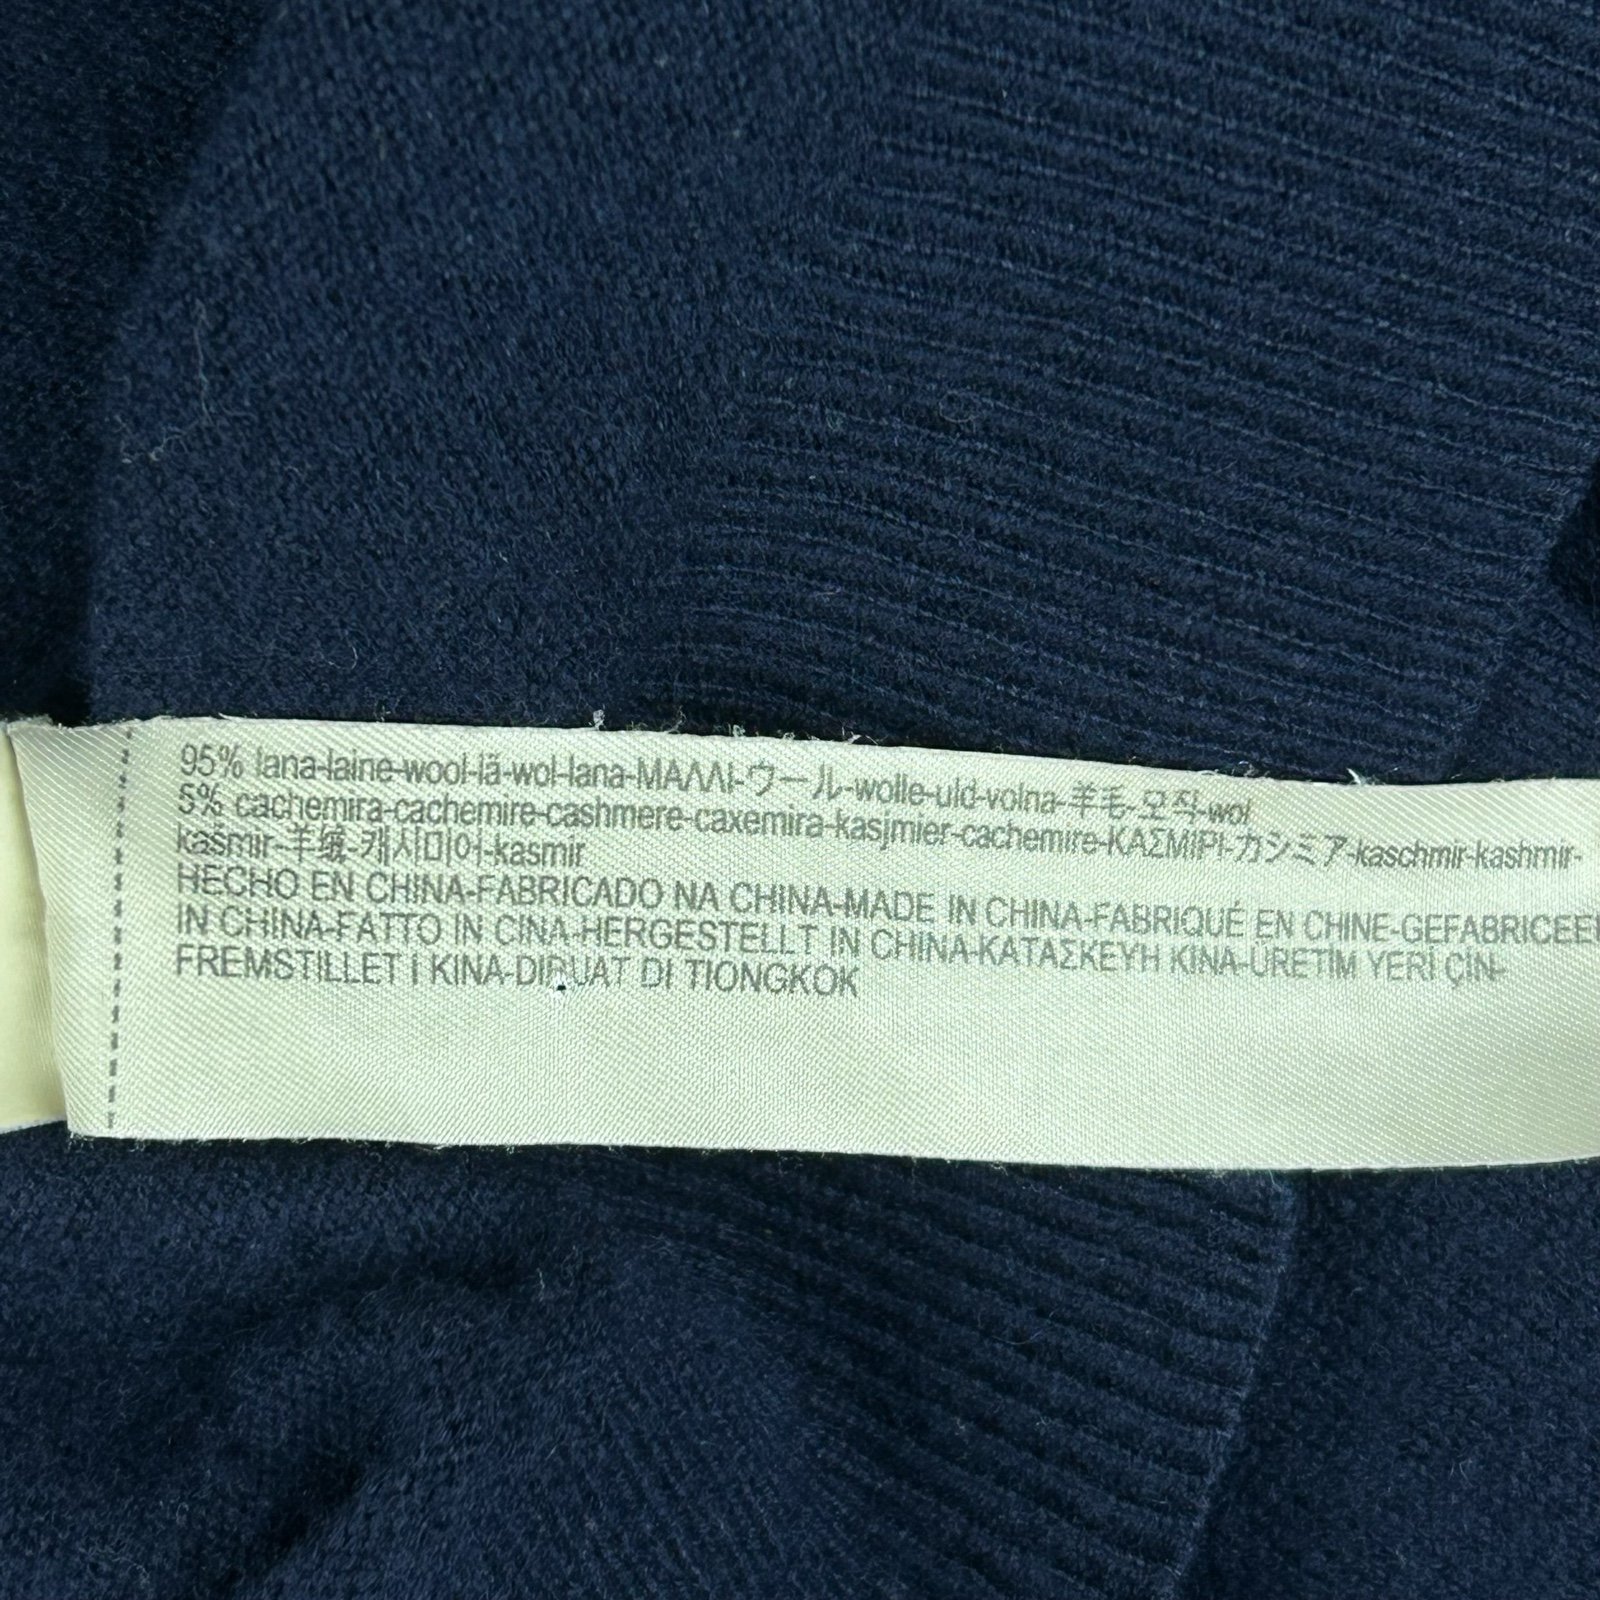 95% lana-laine-wool-lã-wol-lana-ΜΑΛΛΙ-ウール-wolle-uld-volna-羊毛-모직-wol
5% cachemira-cachemire-cashmere-caxemira-kasjmier-cachemire-ΚΑΣΜΙΡΙ-カシミア-kaschmir-kashmir-
kašmir-羊绒-캐시미어-kasmir
HECHO EN CHINA-FABRICADO NA CHINA-MADE IN CHINA-FABRIQUÉ EN CHINE-GEFABRICEE
IN CHINA-FATTO IN CINA-HERGESTELLT IN CHINA-ΚΑΤΑΣΚΕΥΗ ΚΙΝΑ-ÜRETIM YERİ ÇİN-
FREMSTILLET I KINA-DIBUAT DI TIONGKOK